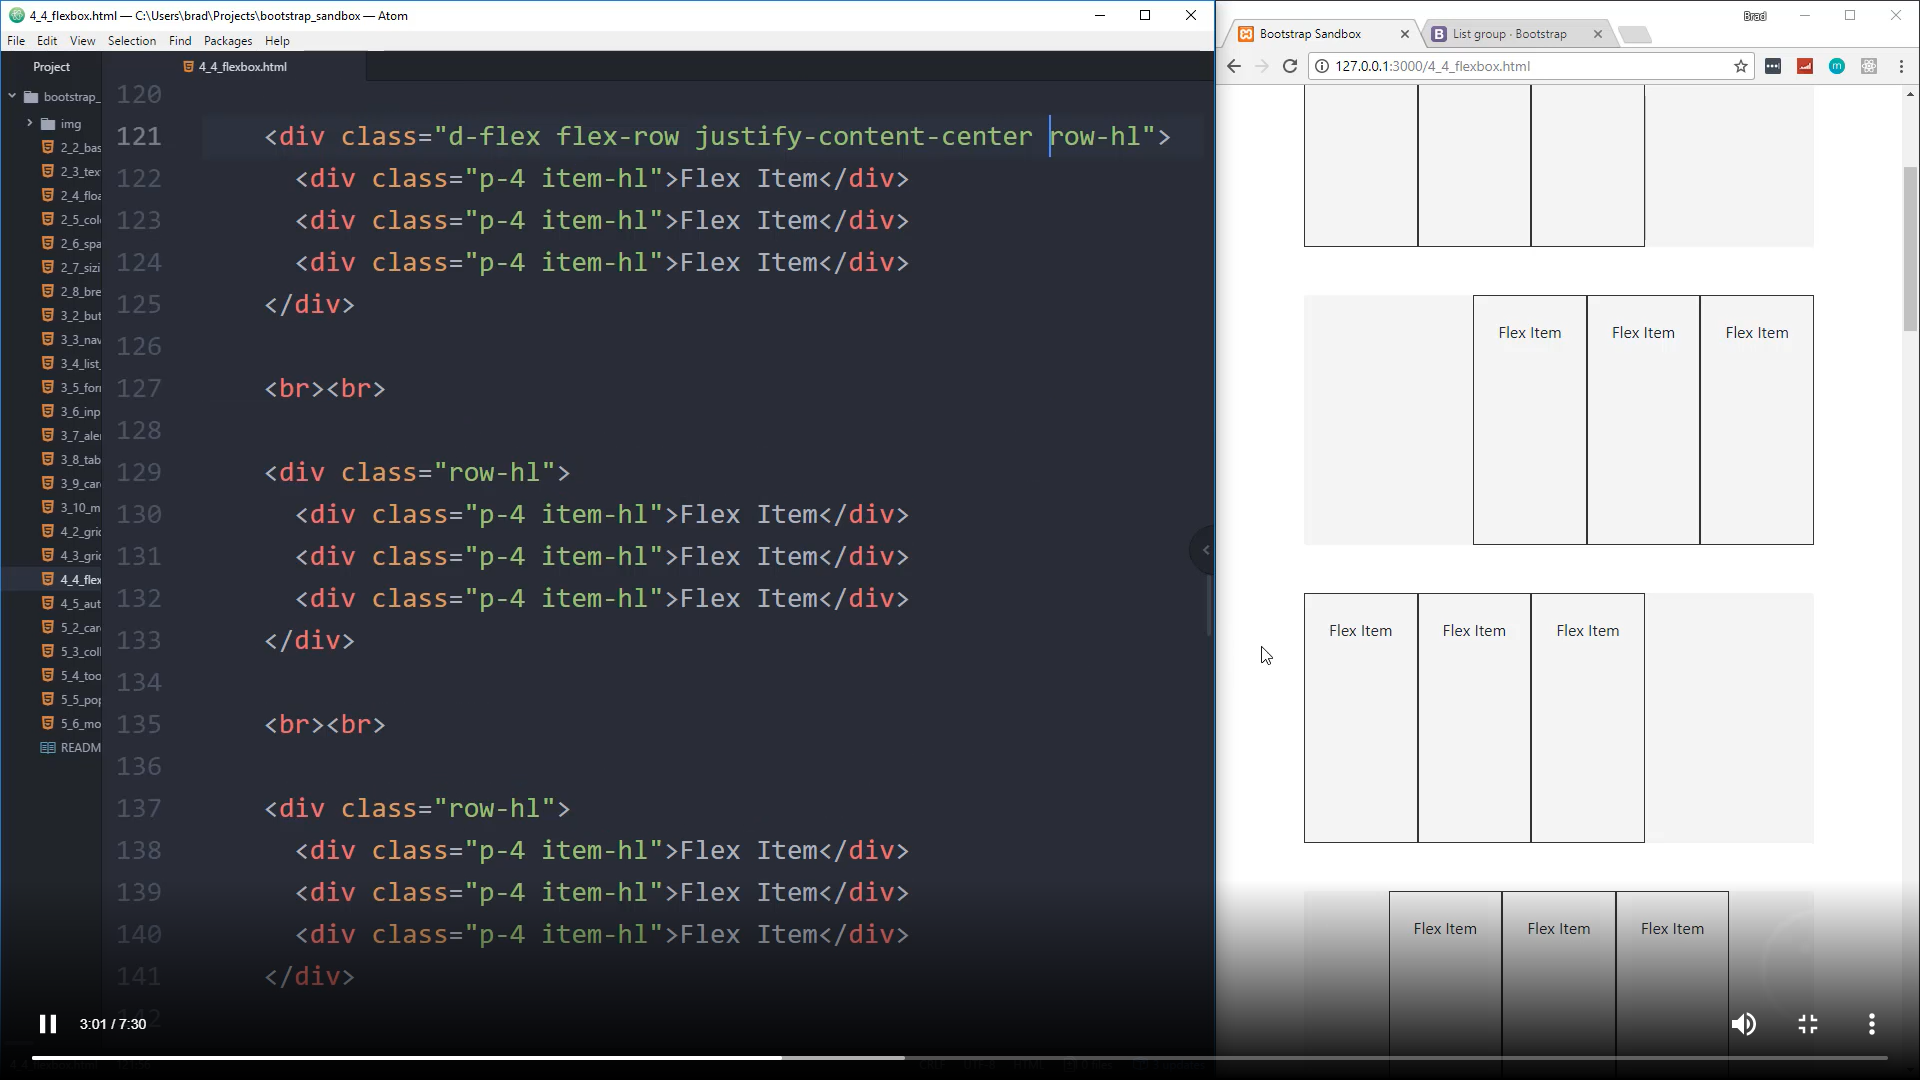 4_4_flexbox.html — C:\Users\brad\Projects\bootstrap_sandbox — Atom
File Edit View Selection Find Packages Help
Project
4_4_flexbox.html
bootstrap_
img
2_2_bas
2_3_tex
2_4_floa
2_5_colo
2_6_spa
2_7_sizi
2_8_bre
3_2_but
3_3_nav
3_4_list_
3_5_forr
3_6_inp
3_7_aler
3_8_tab
3_9_car
3_10_m
4_2_gric
4_3_gric
4_4_flex
4_5_aut
5_2_car
5_3_coll
5_4_too
5_5_pop
5_6_mo
READM
120
121 <div class="d-flex flex-row justify-content-center row-hl">
122 <div class="p-4 item-hl">Flex Item</div>
123 <div class="p-4 item-hl">Flex Item</div>
124 <div class="p-4 item-hl">Flex Item</div>
125 </div>
126
127 <br><br>
128
129 <div class="row-hl">
130 <div class="p-4 item-hl">Flex Item</div>
131 <div class="p-4 item-hl">Flex Item</div>
132 <div class="p-4 item-hl">Flex Item</div>
133 </div>
134
135 <br><br>
136
137 <div class="row-hl">
138 <div class="p-4 item-hl">Flex Item</div>
139 <div class="p-4 item-hl">Flex Item</div>
140 <div class="p-4 item-hl">Flex Item</div>
141 </div>
142
3:01 / 7:30
Brad
Bootstrap Sandbox
List group · Bootstrap
127.0.0.1:3000/4_4_flexbox.html
Flex Item Flex Item Flex Item
Flex Item Flex Item Flex Item
Flex Item Flex Item Flex Item